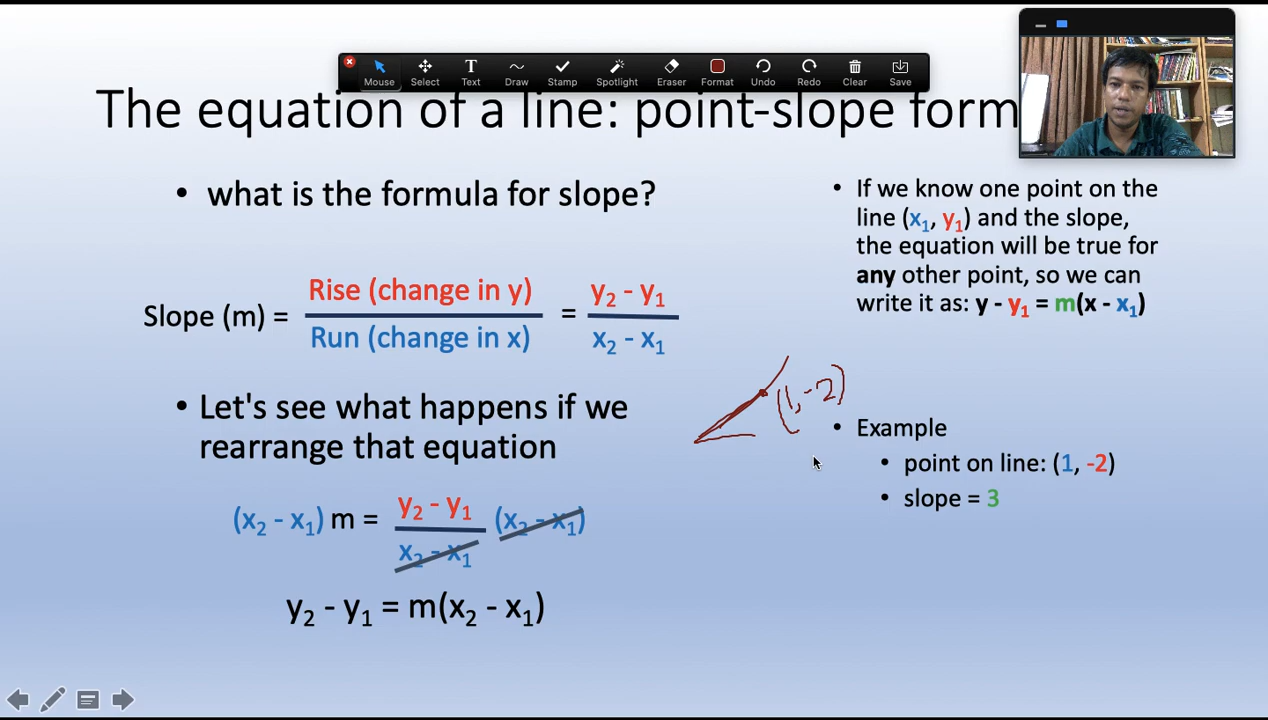 Mouse Select Text Draw Stamp Spotlight Eraser Format Undo Redo Clear Save
The equation of a line: point-slope form
• what is the formula for slope?
Slope (m) = Rise (change in y) / Run (change in x) = y₂ - y₁ / x₂ - x₁
• Let's see what happens if we
rearrange that equation
(x₂ - x₁) m = y₂ - y₁ / x₂ - x₁ (x₂ - x₁)
y₂ - y₁ = m(x₂ - x₁)
(1, -2)
• If we know one point on the
line (x₁, y₁) and the slope,
the equation will be true for
any other point, so we can
write it as: y - y₁ = m(x - x₁)
• Example
• point on line: (1, -2)
• slope = 3